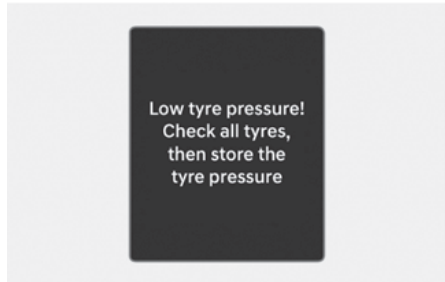 Low tyre pressure!
Check all tyres,
then store the
tyre pressure